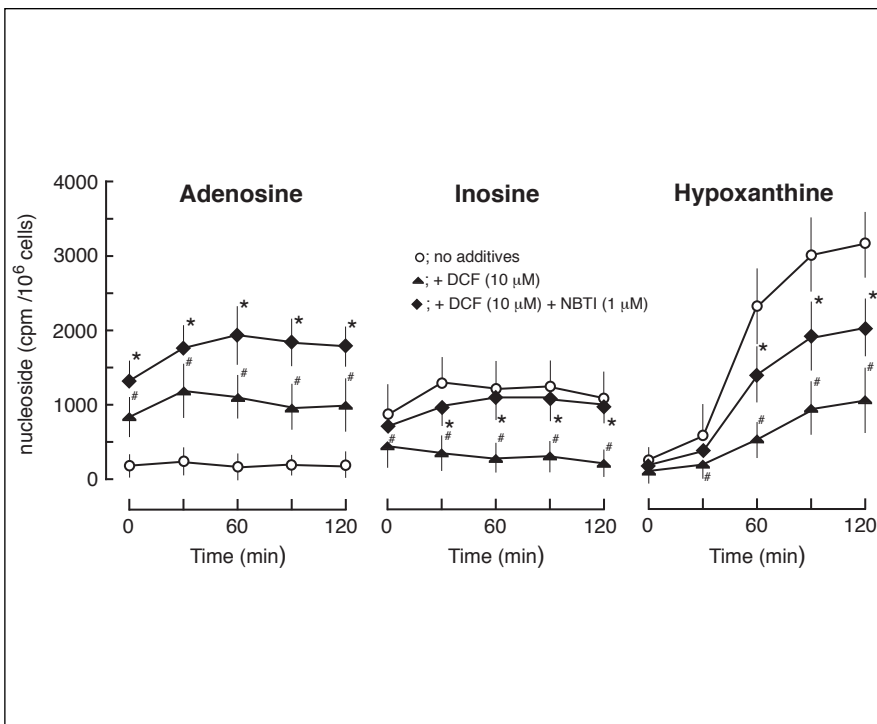 Adenosine
Inosine
Hypoxanthine
nucleoside (cpm /10⁶ cells)
4000
3000
2000
1000
0
○; no additives
▲; + DCF (10 μM)
◆; + DCF (10 μM) + NBTI (1 μM)
* * * * *
# # # # #
* * * *
# # # # #
* * *
# # # #
0 60 120
Time (min)
0 60 120
Time (min)
0 60 120
Time (min)